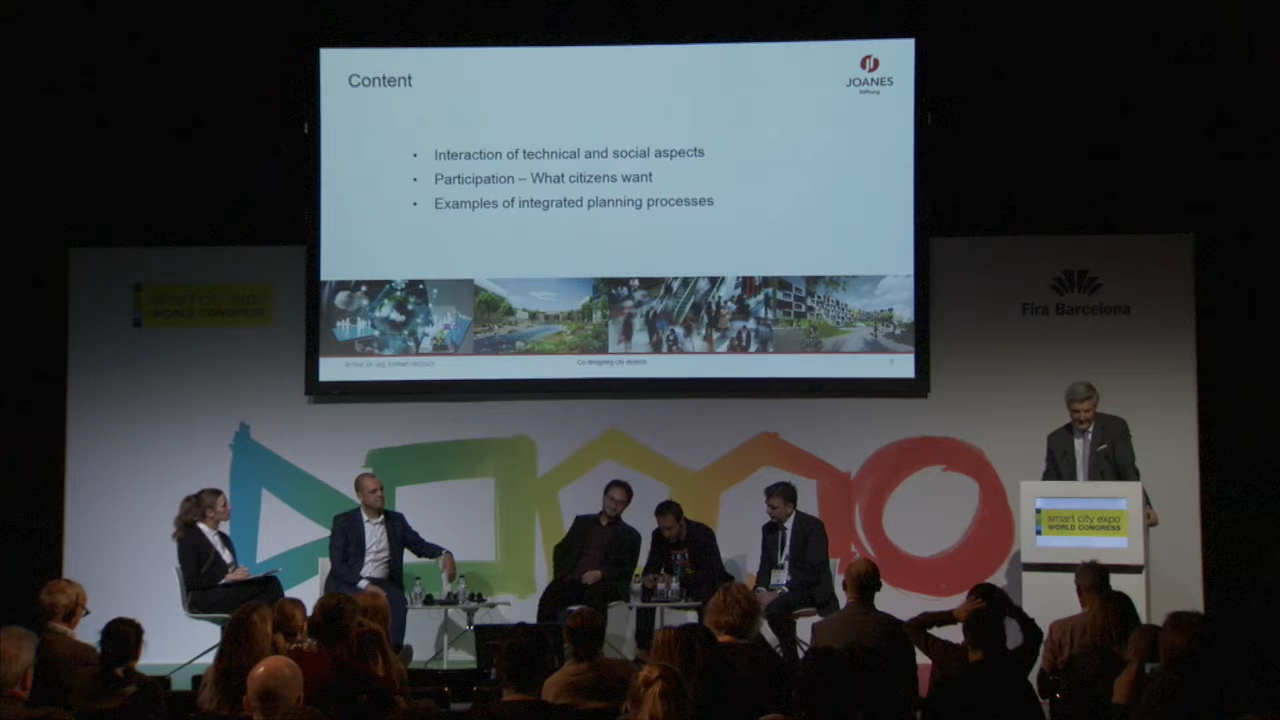 Content
JOANES
Stiftung
• Interaction of technical and social aspects
• Participation – What citizens want
• Examples of integrated planning processes
Co-designing city districts
smart city expo
WORLD CONGRESS
Fira Barcelona
smart city expo
WORLD CONGRESS